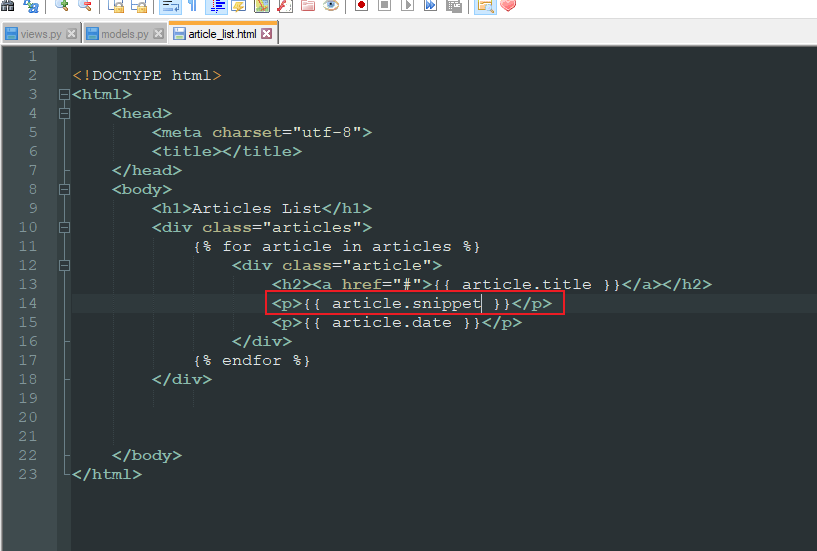 views.py models.py article_list.html
1
2 <!DOCTYPE html>
3 <html>
4 <head>
5 <meta charset="utf-8">
6 <title></title>
7 </head>
8 <body>
9 <h1>Articles List</h1>
10 <div class="articles">
11 {% for article in articles %}
12 <div class="article">
13 <h2><a href="#">{{ article.title }}</a></h2>
14 <p>{{ article.snippet }}</p>
15 <p>{{ article.date }}</p>
16 </div>
17 {% endfor %}
18 </div>
19
20
21
22 </body>
23 </html>